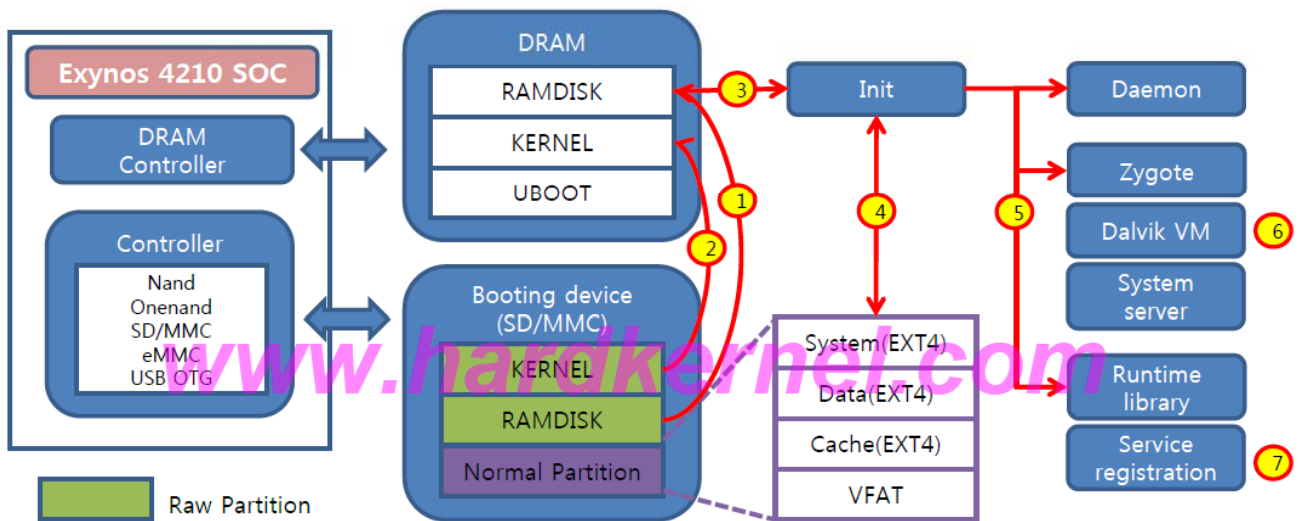 Exynos 4210 SOC
DRAM
Controller
Controller
Nand
Onenand
SD/MMC
eMMC
USB OTG
Raw Partition
DRAM
RAMDISK
KERNEL
UBOOT
Booting device
(SD/MMC)
KERNEL
RAMDISK
Normal Partition
1
2
3
Init
4
System(EXT4)
Data(EXT4)
Cache(EXT4)
VFAT
5
Daemon
Zygote
Dalvik VM
6
System
server
Runtime
library
Service
registration
7
www.hardkernel.com